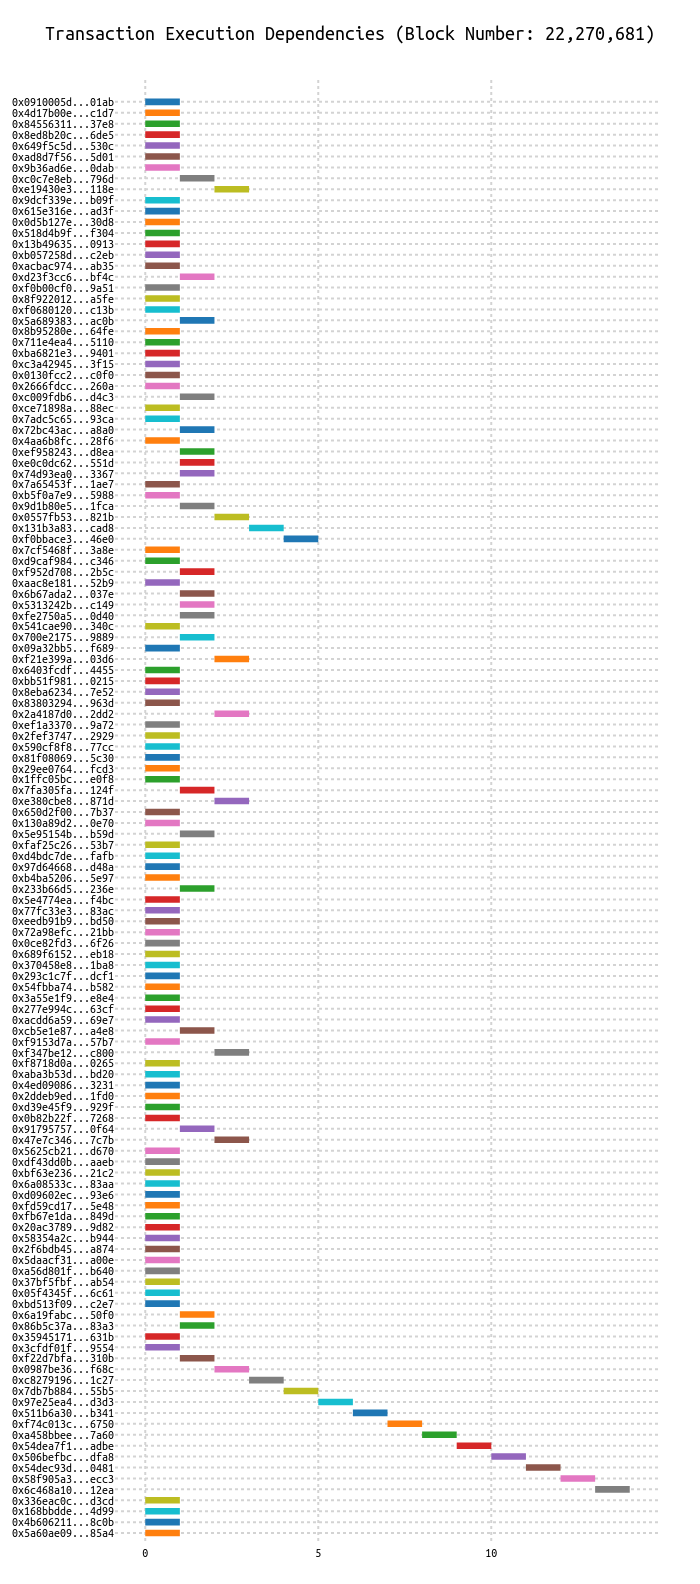 Transaction Execution Dependencies (Block Number: 22,270,681)
0x0910005d...01ab
0x4d17b00e...c1d7
0x84556311...37e8
0x8ed8b20c...6de5
0x649f5c5d...530c
0xad8d7f56...5d01
0x9b36ad6e...0dab
0xc0c7e8eb...796d
0xe19430e3...118e
0x9dcf339e...b09f
0x615e316e...ad3f
0x0d5b127e...30d8
0x518d4b9f...f304
0x13b49635...0913
0xb057258d...c2eb
0xacbac974...ab35
0xd23f3cc6...bf4c
0xf0b00cf0...9a51
0x8f922012...a5fe
0xf0680120...c13b
0x5a689383...ac0b
0x8b95280e...64fe
0x711e4ea4...5110
0xba6821e3...9401
0xc3a42945...3f15
0x0130fcc2...c0f0
0x2666fdcc...260a
0xc009fdb6...d4c3
0xce71898a...88ec
0x7adc5c65...93ca
0x72bc43ac...a8a0
0x4aa6b8fc...28f6
0xef958243...d8ea
0xe0c0dc62...551d
0x74d93ea0...3367
0x7a65453f...1ae7
0xb5f0a7e9...5988
0x9d1b80e5...1fca
0x0557fb53...821b
0x131b3a83...cad8
0xf0bbace3...46e0
0x7cf5468f...3a8e
0xd9caf984...c346
0xf952d708...2b5c
0xaac8e181...52b9
0x6b67ada2...037e
0x5313242b...c149
0xfe2750a5...0d40
0x541cae90...340c
0x700e2175...9889
0x09a32bb5...f689
0xf21e399a...03d6
0x6403fcdf...4455
0xbb51f981...0215
0x8eba6234...7e52
0x83803294...963d
0x2a4187d0...2dd2
0xef1a3370...9a72
0x2fef3747...2929
0x590cf8f8...77cc
0x81f08069...5c30
0x29ee0764...fcd3
0x1ffc05bc...e0f8
0x7fa305fa...124f
0xe380cbe8...871d
0x650d2f00...7b37
0x130a89d2...0e70
0x5e95154b...b59d
0xfaf25c26...53b7
0xd4bdc7de...fafb
0x97d64668...d48a
0xb4ba5206...5e97
0x233b66d5...236e
0x5e4774ea...f4bc
0x77fc33e3...83ac
0xeedb91b9...bd50
0x72a98efc...21bb
0x0ce82fd3...6f26
0x689f6152...eb18
0x370458e8...1ba8
0x293c1c7f...dcf1
0x54fbba74...b582
0x3a55e1f9...e8e4
0x277e994c...63cf
0xacdd6a59...69e7
0xcb5e1e87...a4e8
0xf9153d7a...57b7
0xf347be12...c800
0xf8718d0a...0265
0xaba3b53d...bd20
0x4ed09086...3231
0x2ddeb9ed...1fd0
0xd39e45f9...929f
0x0b82b22f...7268
0x91795757...0f64
0x47e7c346...7c7b
0x5625cb21...d670
0xdf43dd0b...aaeb
0xbf63e236...21c2
0x6a08533c...83aa
0xd09602ec...93e6
0xfd59cd17...5e48
0xfb67e1da...849d
0x20ac3789...9d82
0x58354a2c...b944
0x2f6bdb45...a874
0x5daacf31...a00e
0xa56d801f...b640
0x37bf5fbf...ab54
0x05f4345f...6c61
0xbd513f09...c2e7
0x6a19fabc...50f0
0x86b5c37a...83a3
0x35945171...631b
0x3cfdf01f...9554
0xf22d7bfa...310b
0x0987be36...f68c
0xc8279196...1c27
0x7db7b884...55b5
0x97e25ea4...d3d3
0x511b6a30...b341
0xf74c013c...6750
0xa458bbee...7a60
0x54dea7f1...adbe
0x506befbc...dfa8
0x54dec93d...0481
0x58f905a3...ecc3
0x6c468a10...12ea
0x336eac0c...d3cd
0x168bbdde...4d99
0x4b606211...8c0b
0x5a60ae09...85a4
0 5 10